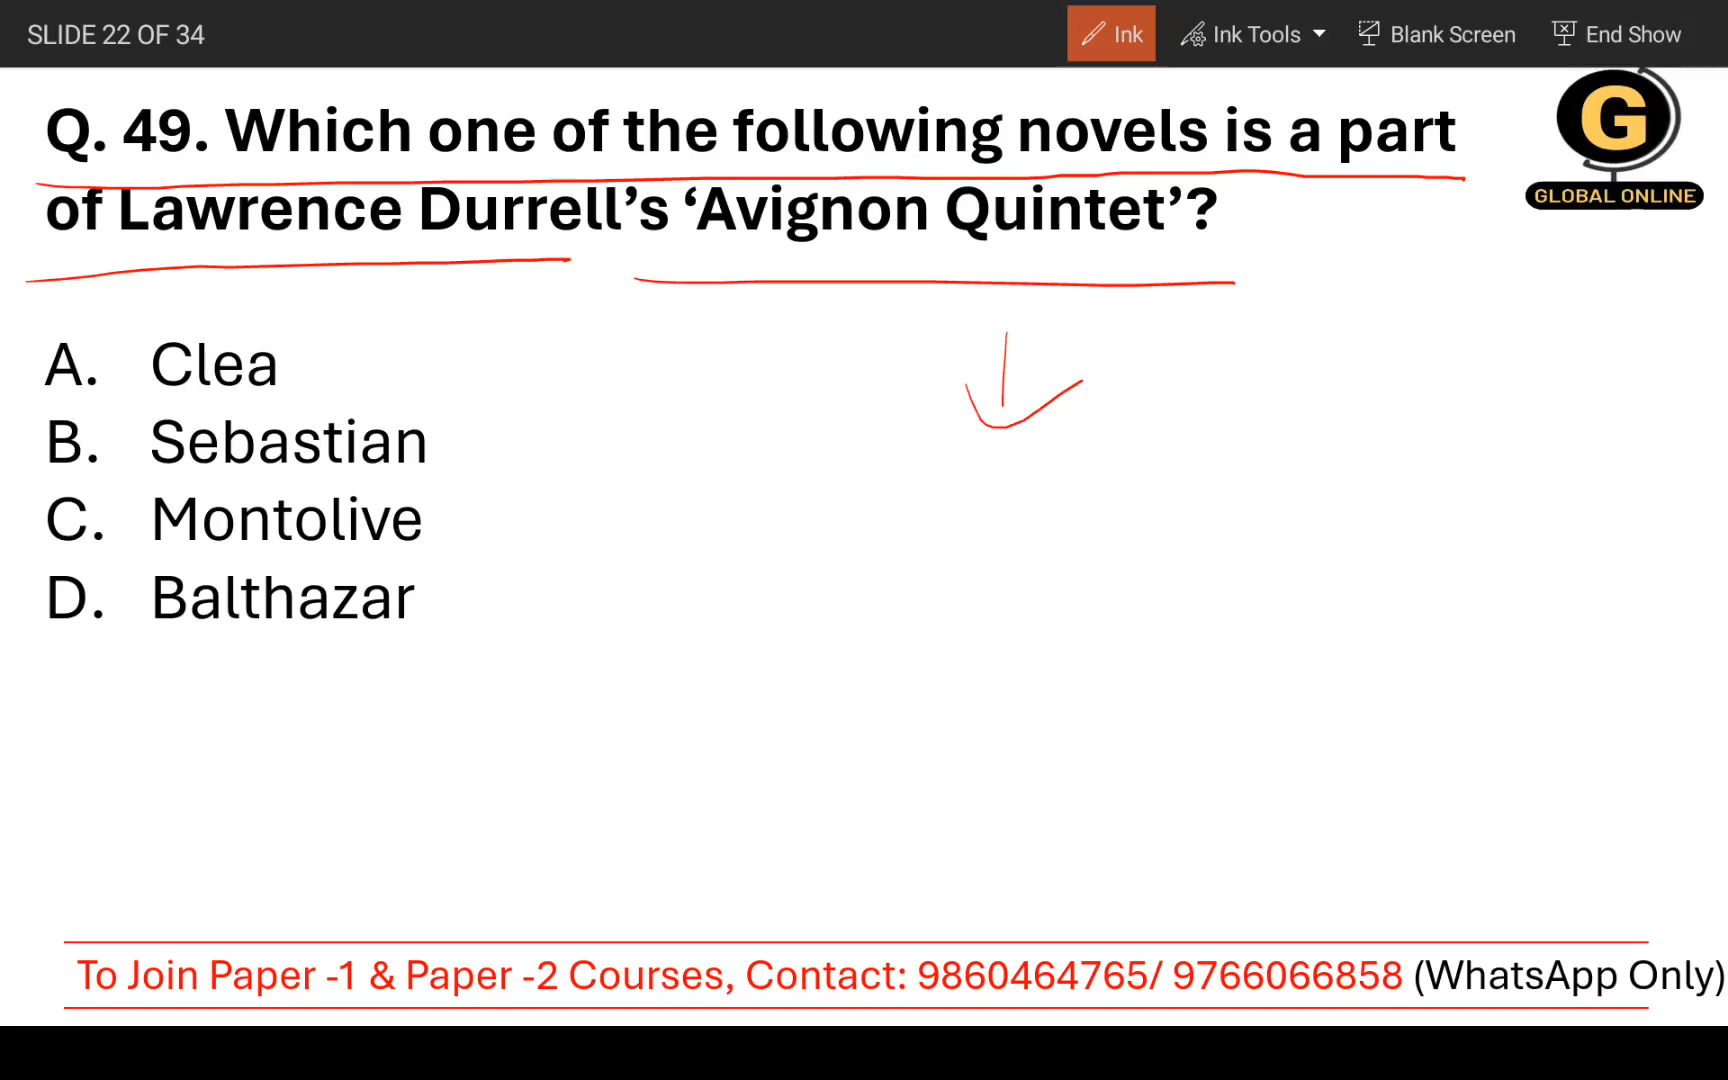 SLIDE 22 OF 34 Ink Ink Tools Blank Screen End Show
Q. 49. Which one of the following novels is a part
of Lawrence Durrell’s ‘Avignon Quintet’?
G
GLOBAL ONLINE
A. Clea
B. Sebastian
C. Montolive
D. Balthazar
To Join Paper -1 & Paper -2 Courses, Contact: 9860464765/ 9766066858 (WhatsApp Only)